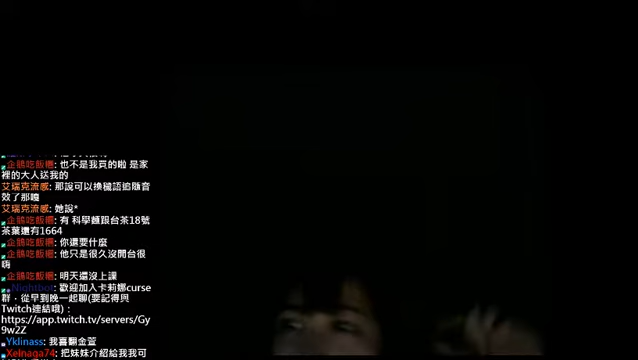 企鵝吃飯糰: 也不是我買的啦 是家
裡的大人送我的
艾瑞克流感: 那說可以換
效了那嘎
艾瑞克流感: 她說*
企鵝吃飯糰: 有 科學麵跟台茶18號
茶葉還有1664
企鵝吃飯糰: 你還要什麼
企鵝吃飯糰: 他只是很久沒開台很
嗨
企鵝吃飯糰: 明天還沒上課
Nightbot: 歡迎加入卡莉娜curse
群，從早到晚一起聊(要記得與
Twitch連結哦)：
https://app.twitch.tv/servers/Gy
9w2Z
Yklinass: 我喜翻金萱
Xelnaga74: 把妹妹介紹給我我可